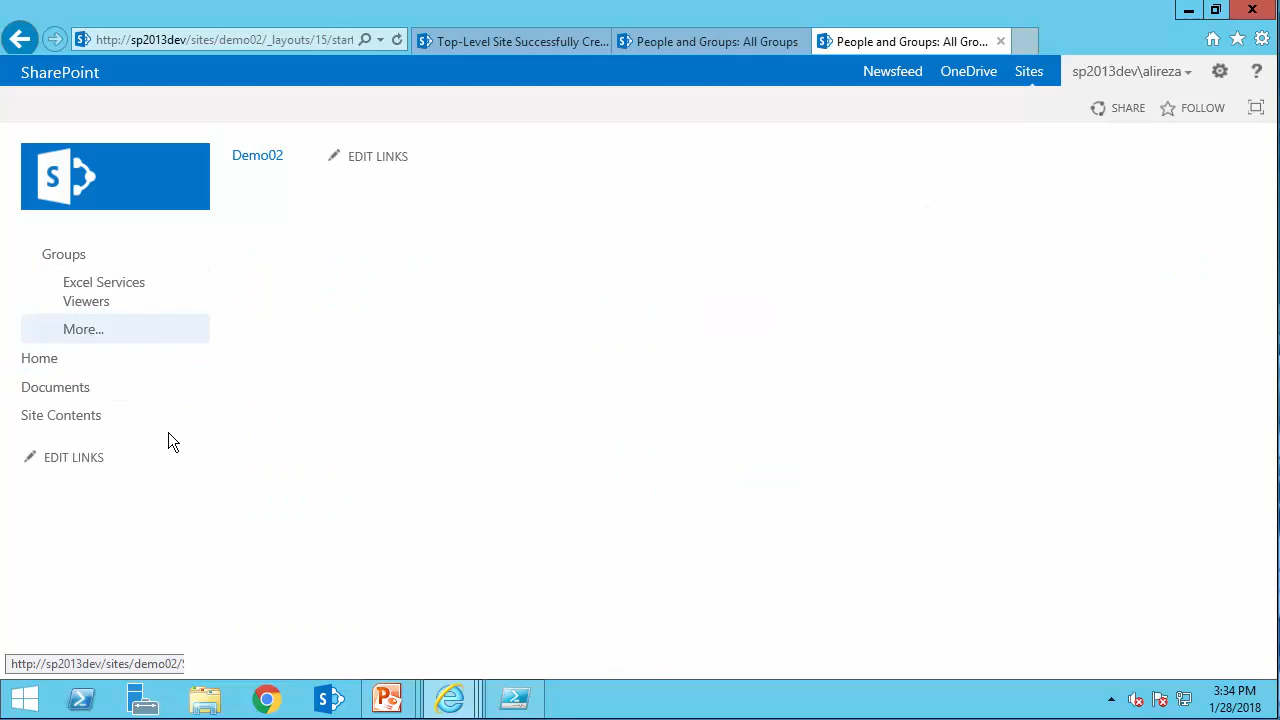 http://sp2013dev/sites/demo02/_layouts/15/start
Top-Level Site Successfully Cre...
People and Groups: All Groups
People and Groups: All Gro...
SharePoint
Newsfeed
OneDrive
Sites
sp2013dev\alireza
?
SHARE
FOLLOW
S
Demo02
EDIT LINKS
Groups
Excel Services
Viewers
More...
Home
Documents
Site Contents
EDIT LINKS
http://sp2013dev/sites/demo02/
3:34 PM
1/28/2018